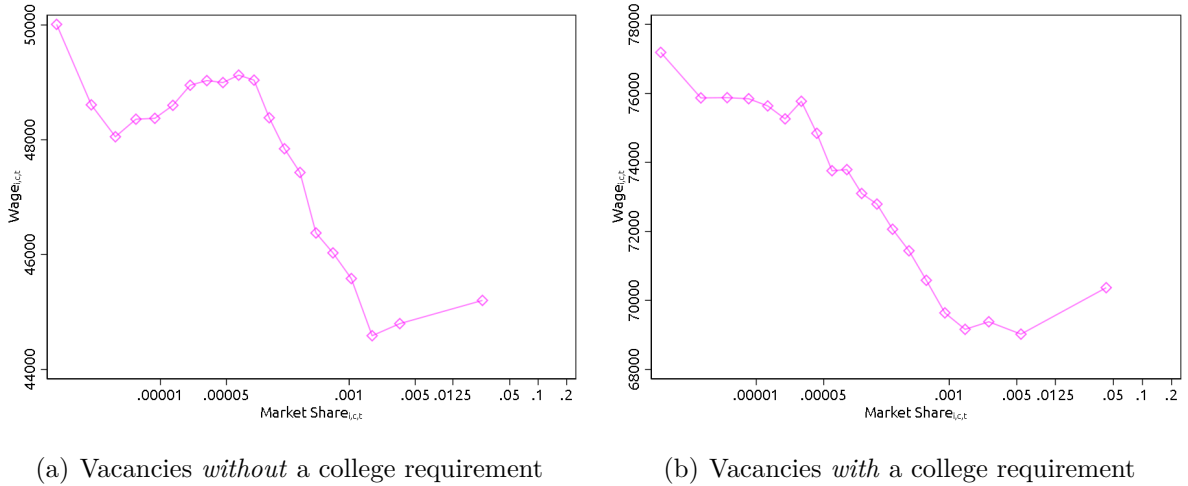 50000
48000
46000
44000
Wage_{i,c,t}
.00001 .00005 .001 .005 .0125 .05 .1 .2
Market Share_{i,c,t}
(a) Vacancies without a college requirement
78000
76000
74000
72000
70000
68000
Wage_{i,c,t}
.00001 .00005 .001 .005 .0125 .05 .1 .2
Market Share_{i,c,t}
(b) Vacancies with a college requirement